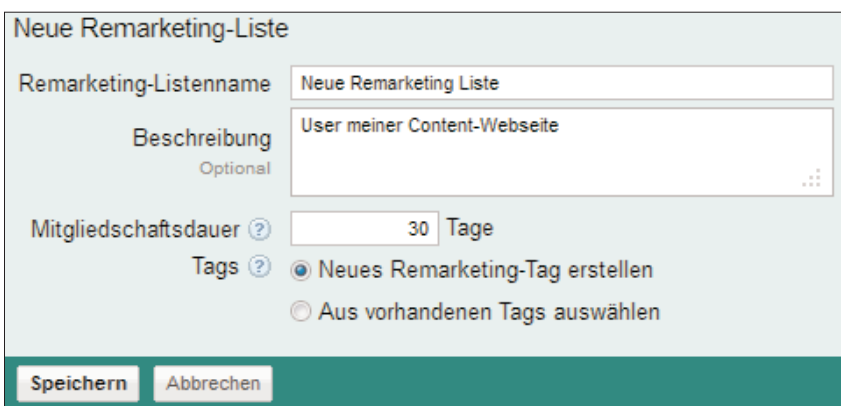 Neue Remarketing-Liste
Remarketing-Listenname Neue Remarketing Liste
Beschreibung User meiner Content-Webseite
Optional
Mitgliedschaftsdauer ? 30 Tage
Tags ? Neues Remarketing-Tag erstellen
Aus vorhandenen Tags auswählen
Speichern Abbrechen